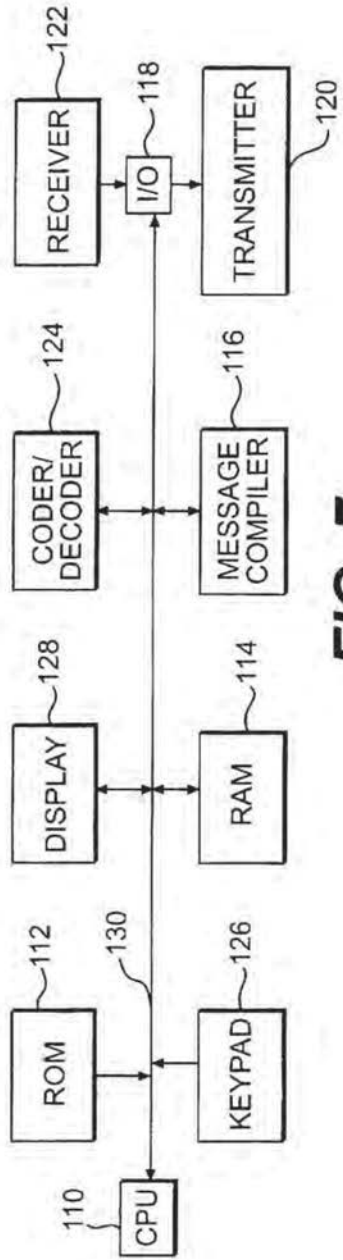 112
128
124
122
ROM
DISPLAY
CODER/
DECODER
RECEIVER
130
110
CPU
I/O
118
KEYPAD
RAM
MESSAGE
COMPILER
TRANSMITTER
126
114
116
120
FIG